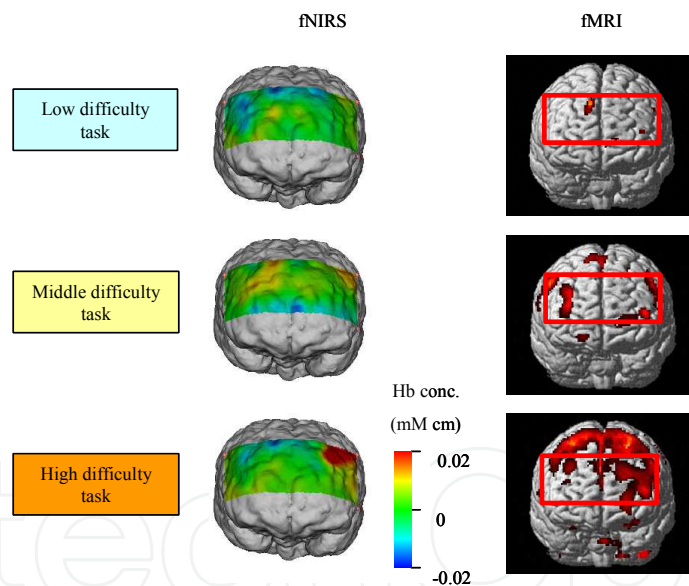 fNIRS
fMRI
Low difficulty
task
Middle difficulty
task
Hb conc.
(mM cm)
High difficulty
task
0.02
0
-0.02